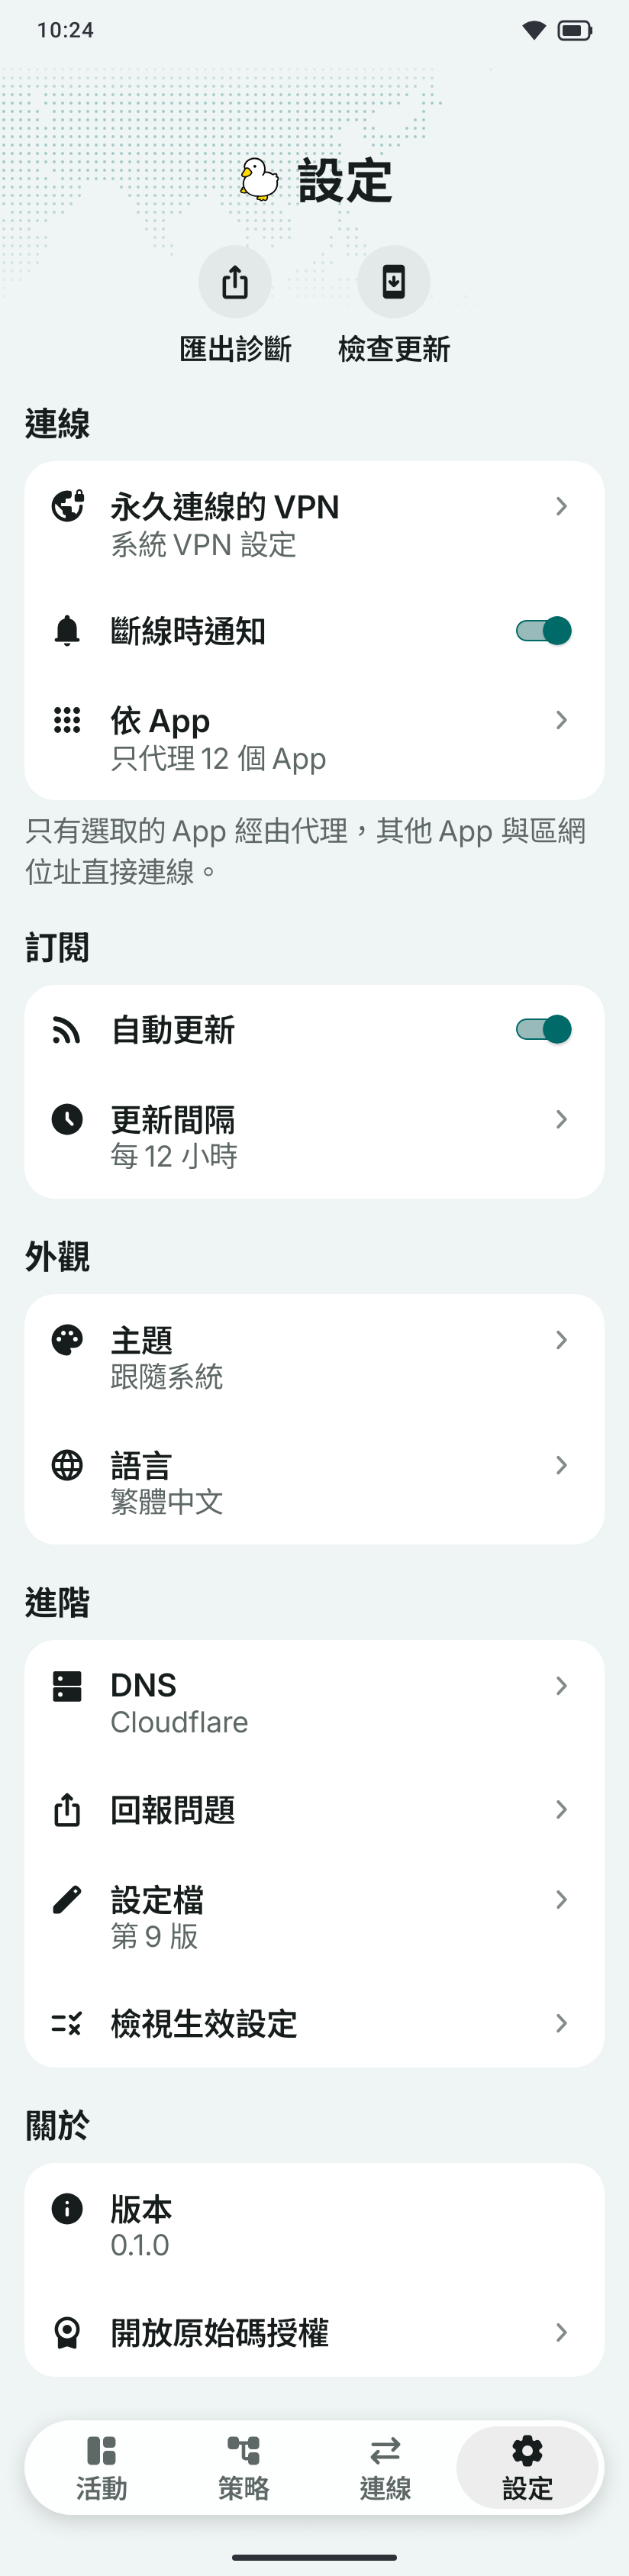 10:24
設定
匯出診斷
檢查更新
連線
永久連線的 VPN
系統 VPN 設定
斷線時通知
依 App
只代理 12 個 App
只有選取的 App 經由代理，其他 App 與區網
位址直接連線。
訂閱
自動更新
更新間隔
每 12 小時
外觀
主題
跟隨系統
語言
繁體中文
進階
DNS
Cloudflare
回報問題
設定檔
第 9 版
檢視生效設定
關於
版本
0.1.0
開放原始碼授權
活動
策略
連線
設定